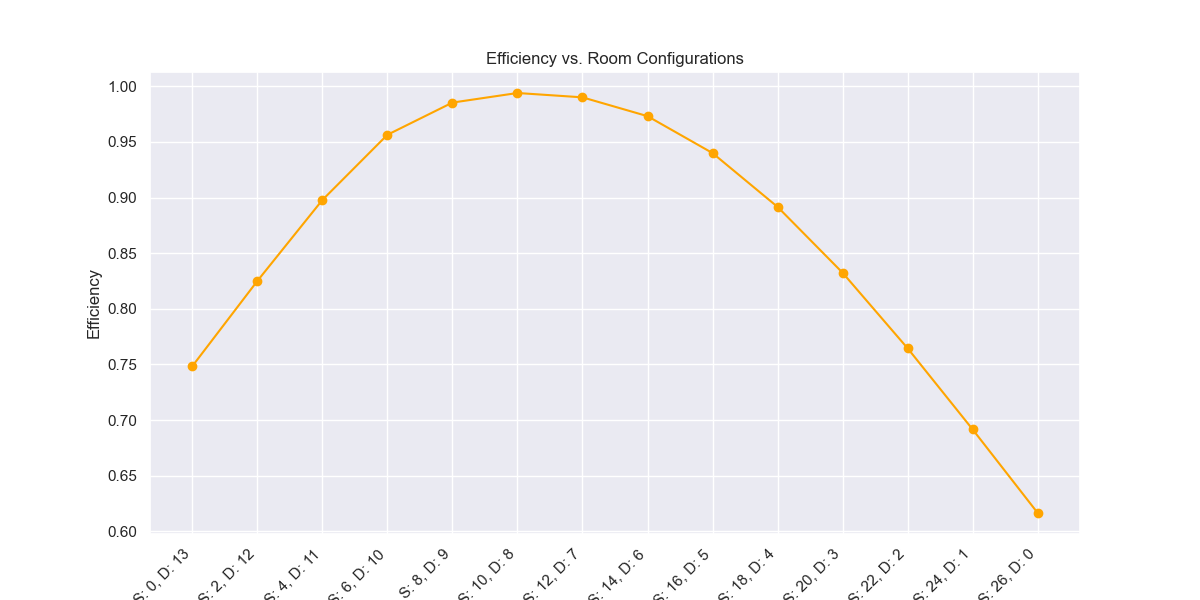 Efficiency vs. Room Configurations
1.00
0.95
0.90
0.85
0.80
0.75
0.70
0.65
0.60
Efficiency
S: 0, D: 13
S: 2, D: 12
S: 4, D: 11
S: 6, D: 10
S: 8, D: 9
S: 10, D: 8
S: 12, D: 7
S: 14, D: 6
S: 16, D: 5
S: 18, D: 4
S: 20, D: 3
S: 22, D: 2
S: 24, D: 1
S: 26, D: 0